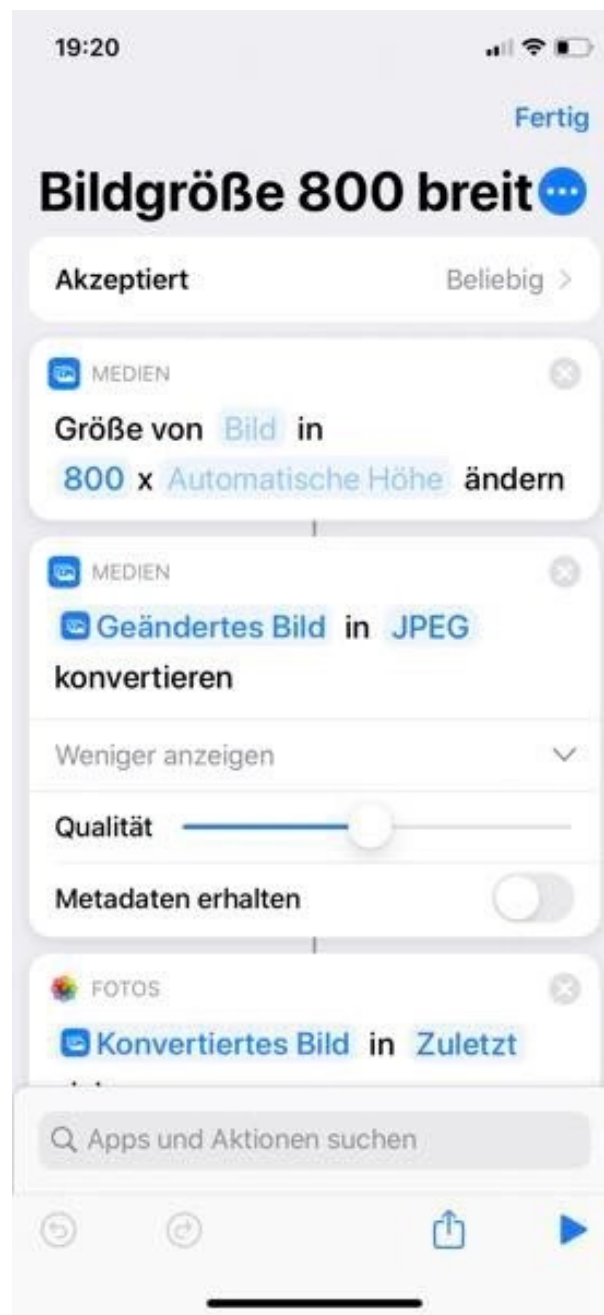 19:20
Fertig
Bildgröße 800 breit
Akzeptiert Beliebig >
MEDIEN
Größe von Bild in
800 x Automatische Höhe ändern
MEDIEN
Geändertes Bild in JPEG
konvertieren
Weniger anzeigen
Qualität
Metadaten erhalten
FOTOS
Konvertiertes Bild in Zuletzt
Apps und Aktionen suchen